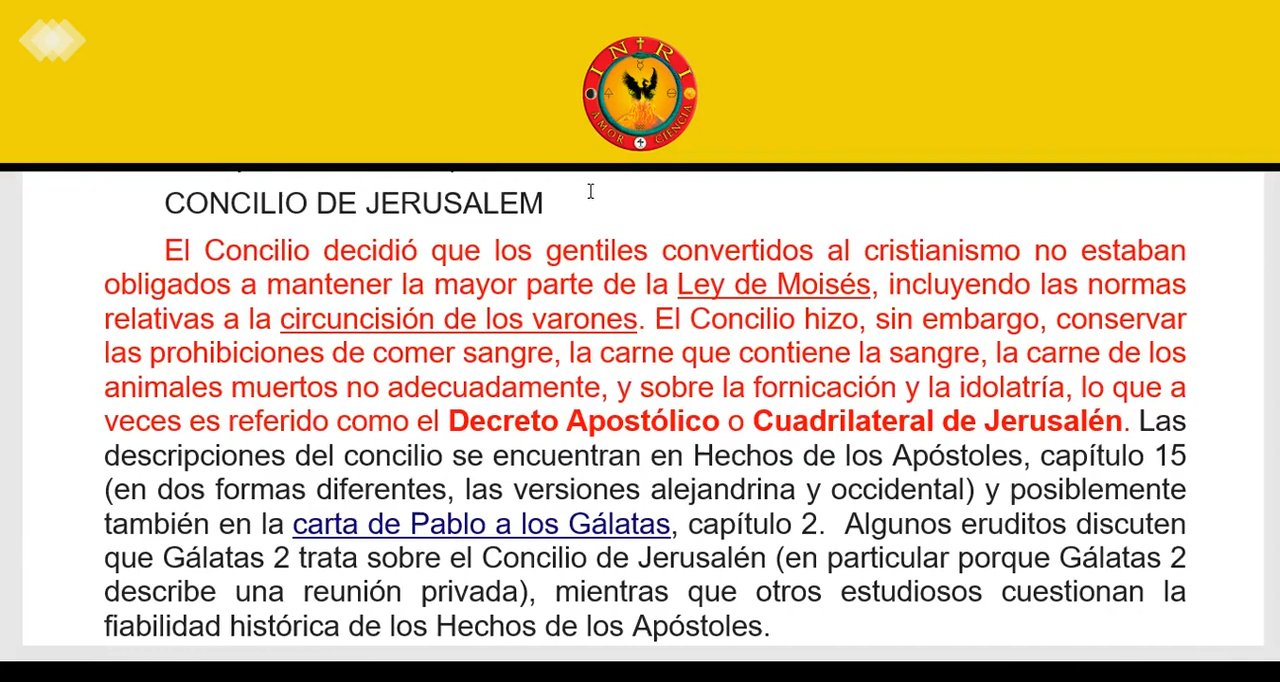 INRI
AMOR CIENCIA
CONCILIO DE JERUSALEM
El Concilio decidió que los gentiles convertidos al cristianismo no estaban
obligados a mantener la mayor parte de la Ley de Moisés, incluyendo las normas
relativas a la circuncisión de los varones. El Concilio hizo, sin embargo, conservar
las prohibiciones de comer sangre, la carne que contiene la sangre, la carne de los
animales muertos no adecuadamente, y sobre la fornicación y la idolatría, lo que a
veces es referido como el Decreto Apostólico o Cuadrilateral de Jerusalén. Las
descripciones del concilio se encuentran en Hechos de los Apóstoles, capítulo 15
(en dos formas diferentes, las versiones alejandrina y occidental) y posiblemente
también en la carta de Pablo a los Gálatas, capítulo 2. Algunos eruditos discuten
que Gálatas 2 trata sobre el Concilio de Jerusalén (en particular porque Gálatas 2
describe una reunión privada), mientras que otros estudiosos cuestionan la
fiabilidad histórica de los Hechos de los Apóstoles.